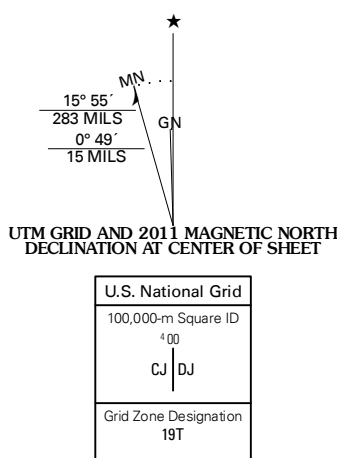 ★
MN
GN
15° 55´
283 MILS
0° 49´
15 MILS
UTM GRID AND 2011 MAGNETIC NORTH
DECLINATION AT CENTER OF SHEET
U.S. National Grid
100,000-m Square ID
⁴00
CJ DJ
Grid Zone Designation
19T